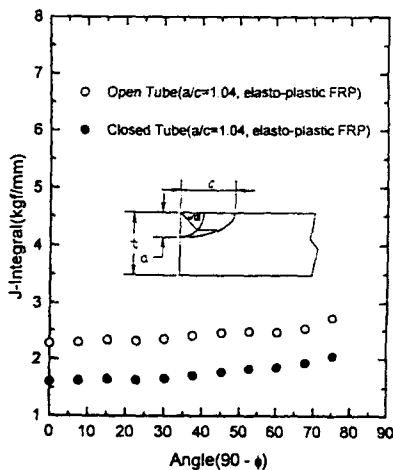 8
7
6
5
4
3
2
1
J-Integral(kgf/mm)
Open Tube(a/c=1.04, elasto-plastic FRP)
Closed Tube(a/c=1.04, elasto-plastic FRP)
c
t
a
0 10 20 30 40 50 60 70 80 90
Angle(90 - ϕ)